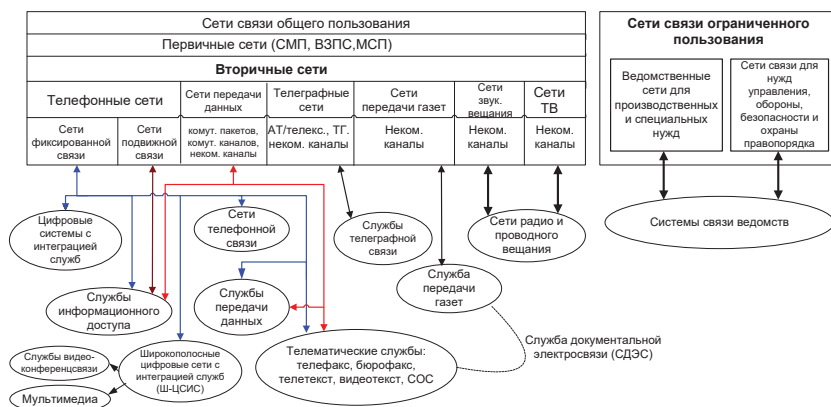 Сети связи общего пользования
Первичные сети (СМП, ВЗПС,МСП)
Вторичные сети
Телефонные сети
Сети передачи
данных
Телеграфные
сети
Сети
передачи газет
Сети
звук.
вещания
Сети
ТВ
Сети
фиксированной
связи
Сети
подвижной
связи
комут. пакетов,
комут. каналов,
неком. каналы
АТ/телекс., ТГ.
неком. каналы
Неком.
каналы
Неком.
каналы
Неком.
каналы
Сети связи ограниченного
пользования
Ведомственные
сети для
производственных
и специальных
нужд
Сети связи для
нужд
управления,
обороны,
безопасности и
охраны
правопорядка
Цифровые
системы с
интеграцией
служб
Сети
телефонной
связи
Службы
телеграфной
связи
Сети радио и
проводного
вещания
Системы связи ведомств
Службы
информационного
доступа
Службы
передачи
данных
Служба
передачи
газет
Служба документальной
электросвязи (СДЭС)
Службы видео-
конференцсвязи
Мультимедиа
Широкополосные
цифровые сети с
интеграцией служб
(Ш-ЦСИС)
Телематические службы:
телефакс, бюрофакс,
телетекст, видеотекст, СОС